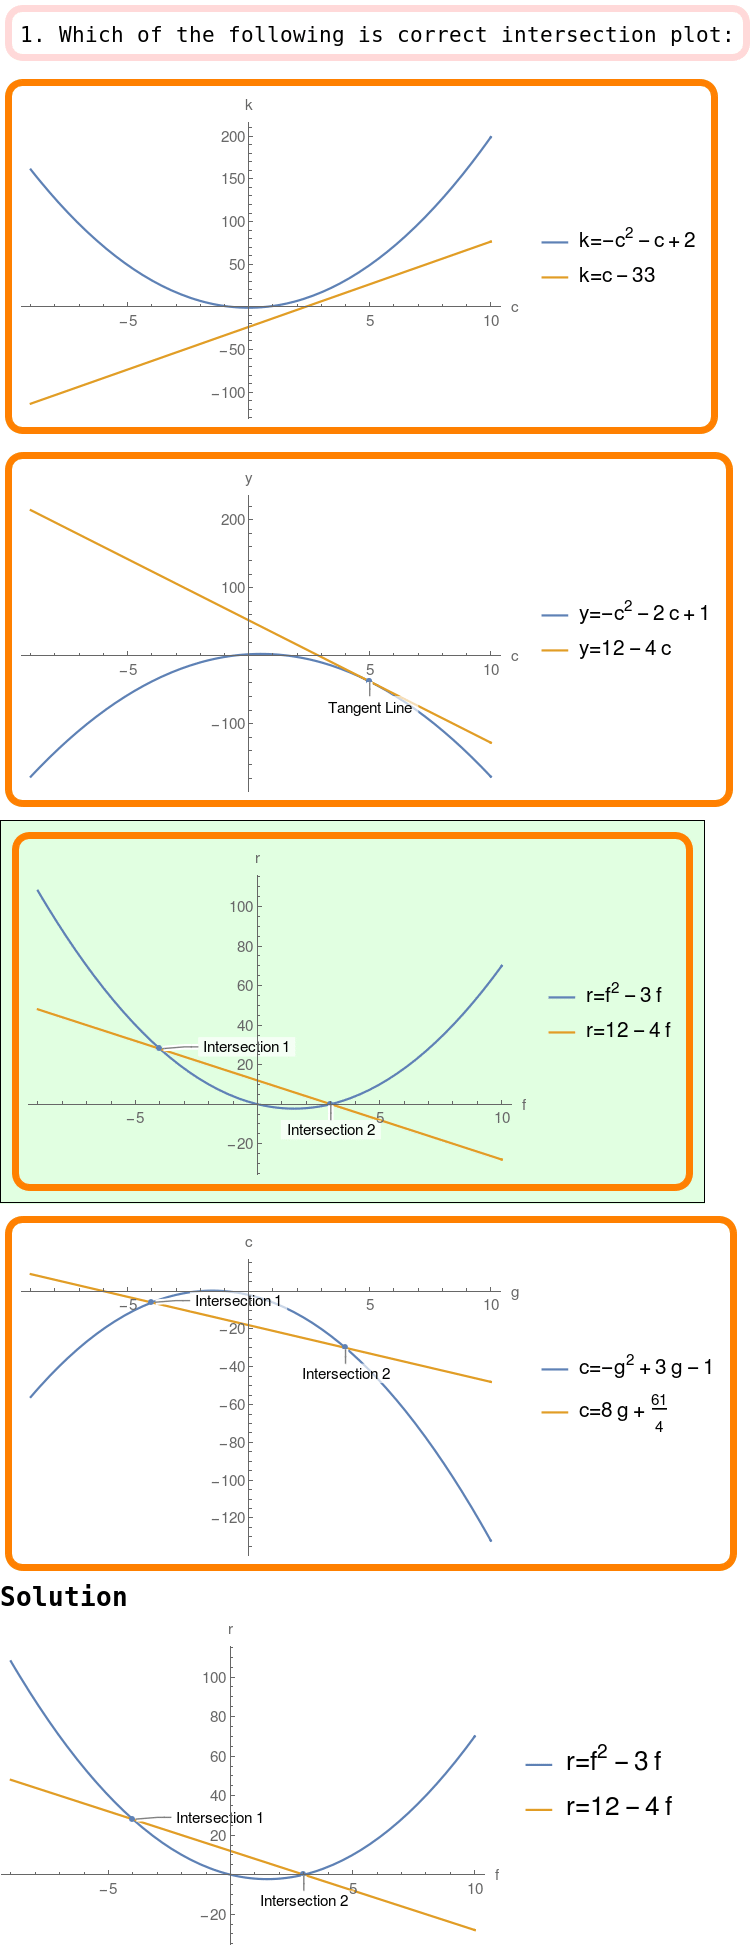 1. Which of the following is correct intersection plot:
k
200
150
100
50
−5 5 10 c
−50
−100
k=−c² − c + 2
k=c − 33
y
200
100
−5 5 10 c
−100
Tangent Line
y=−c² − 2 c + 1
y=12 − 4 c
r
100
80
60
40
Intersection 1
20
−5 5 10 f
Intersection 2
−20
r=f² − 3 f
r=12 − 4 f
c
−5 5 10 g
Intersection 1
−20
−40
Intersection 2
−60
−80
−100
−120
c=−g² + 3 g − 1
c=8 g + 61/4
Solution
r
100
80
60
40
Intersection 1
20
−5 5 10 f
Intersection 2
−20
r=f² − 3 f
r=12 − 4 f